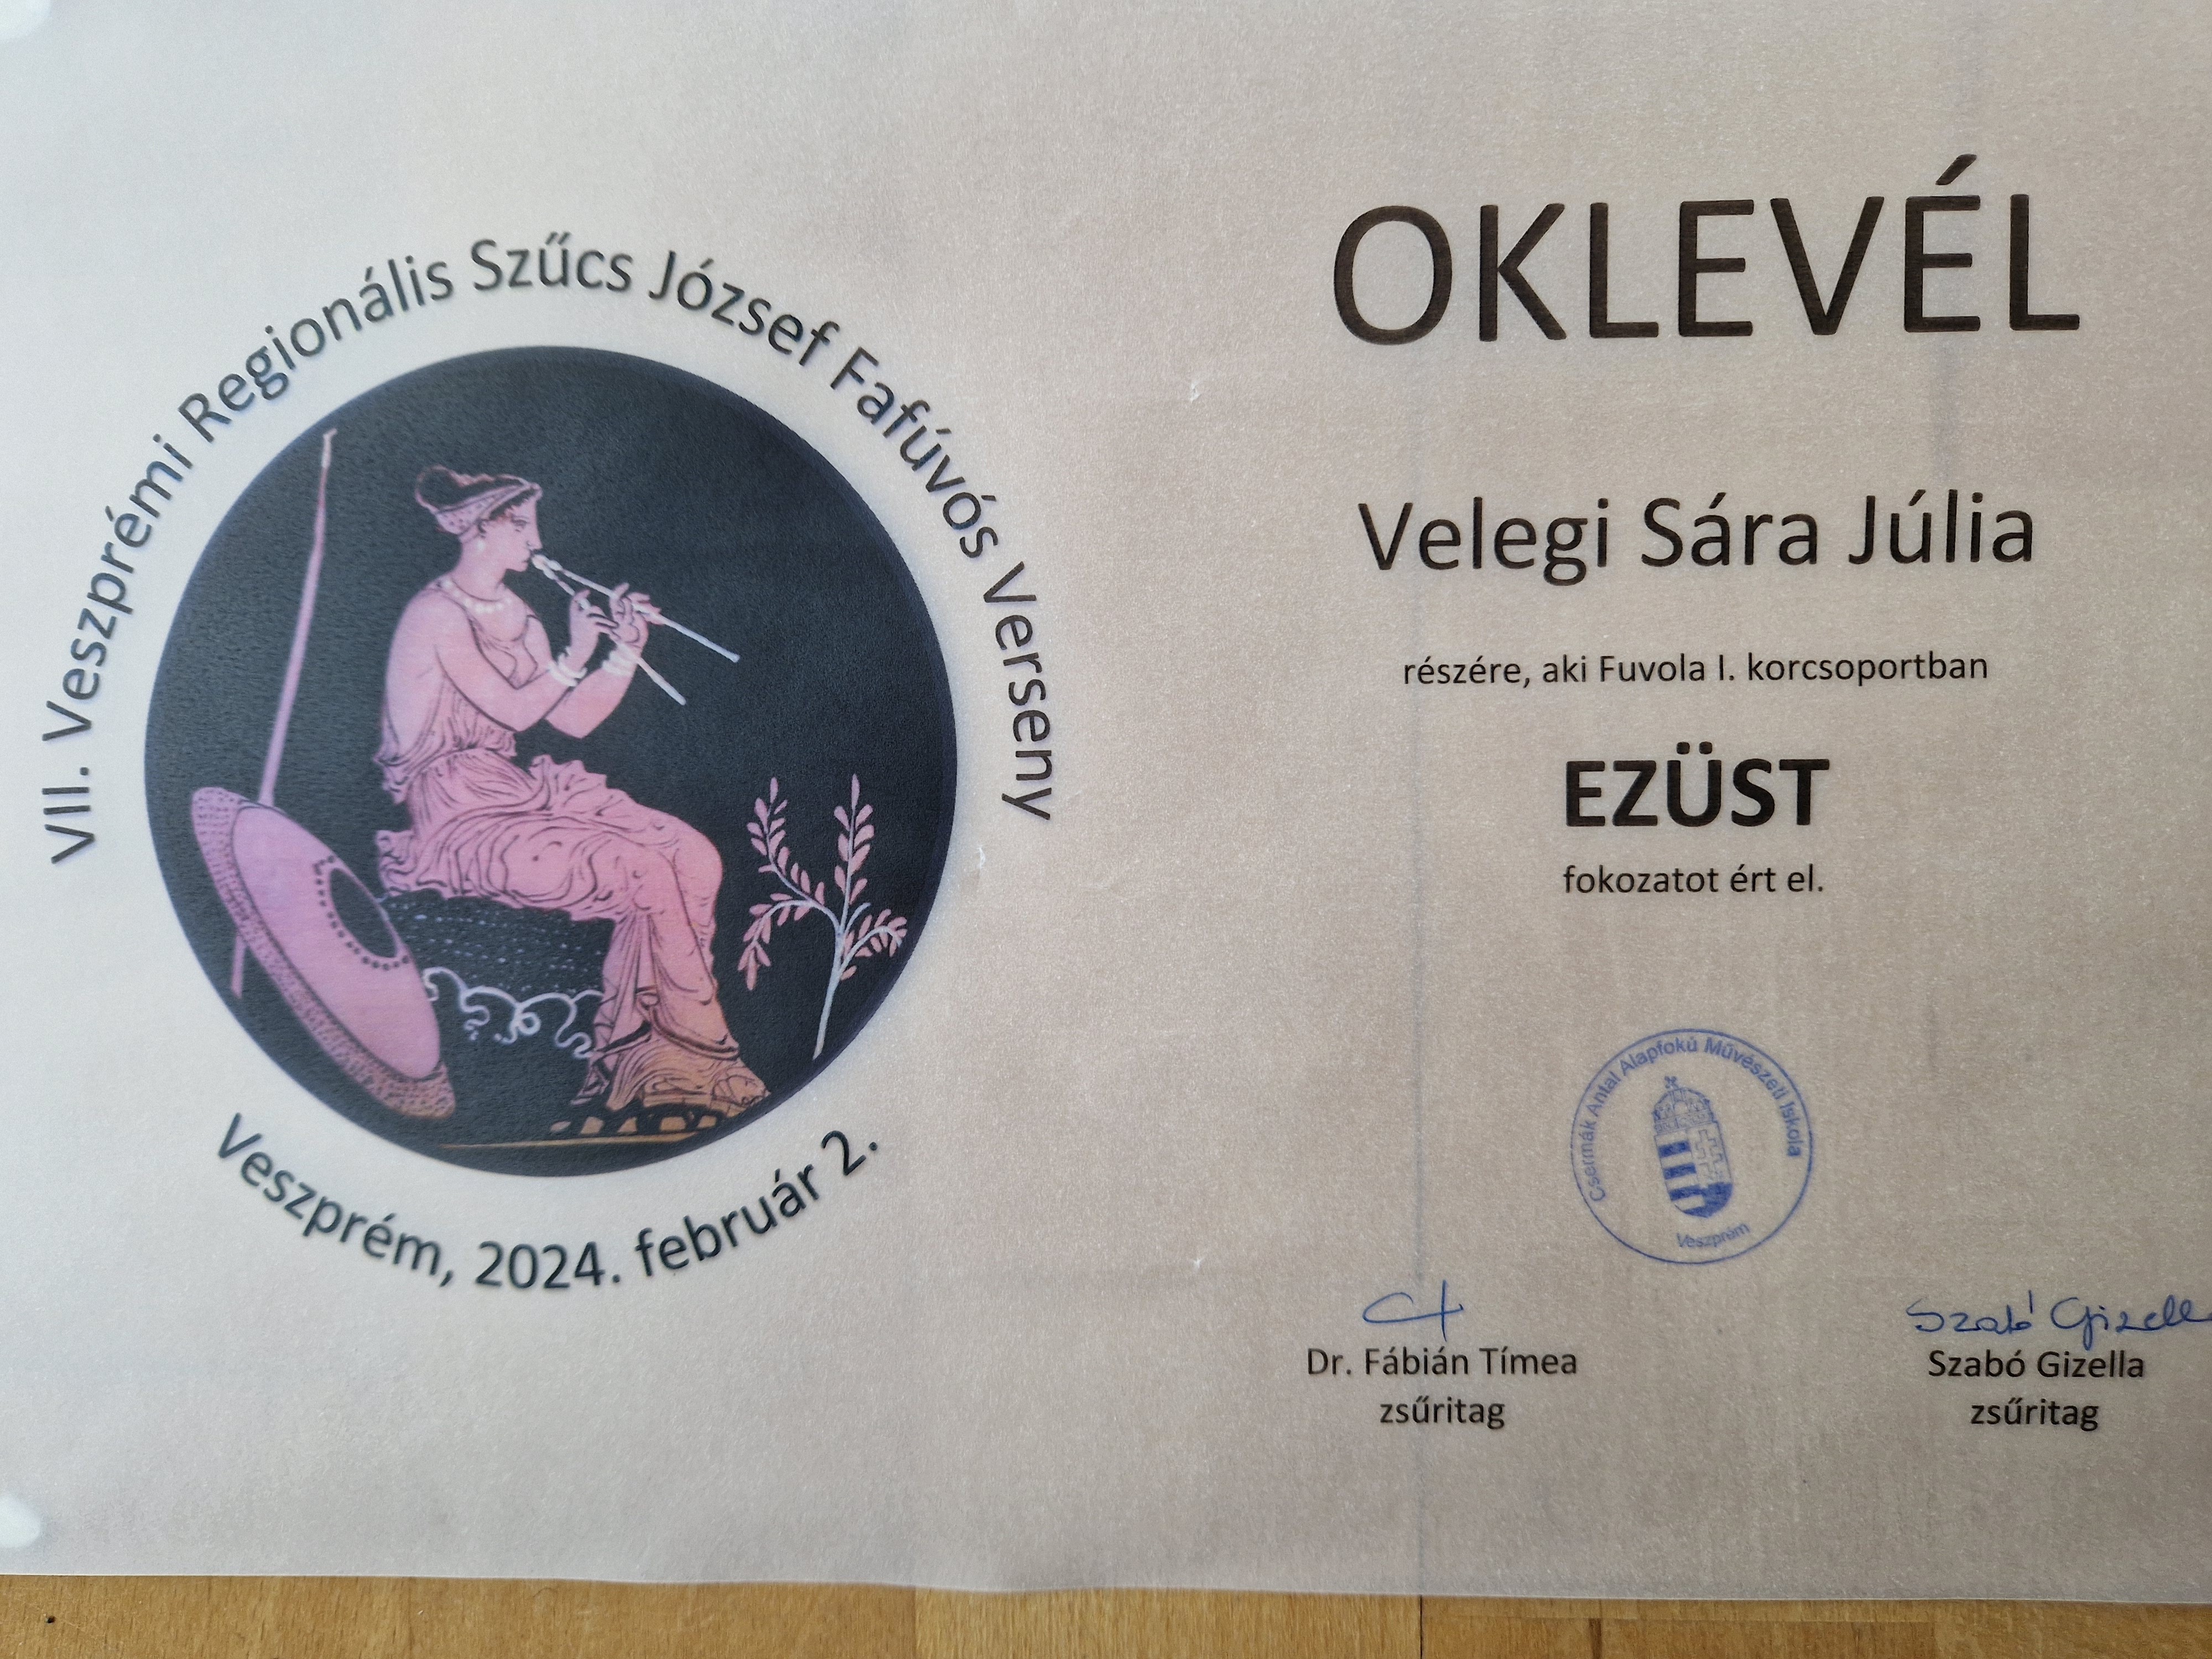 VII. Veszprémi Regionális Szűcs József Fafúvós Verseny
Veszprém, 2024. február 2.
OKLEVÉL
Velegi Sára Júlia
részére, aki Fuvola I. korcsoportban
EZÜST
fokozatot ért el.
Csermák Antal Alapfokú Művészeti Iskola
Veszprém
Szabó Gizella
Dr. Fábián Tímea
zsűritag
Szabó Gizella
zsűritag